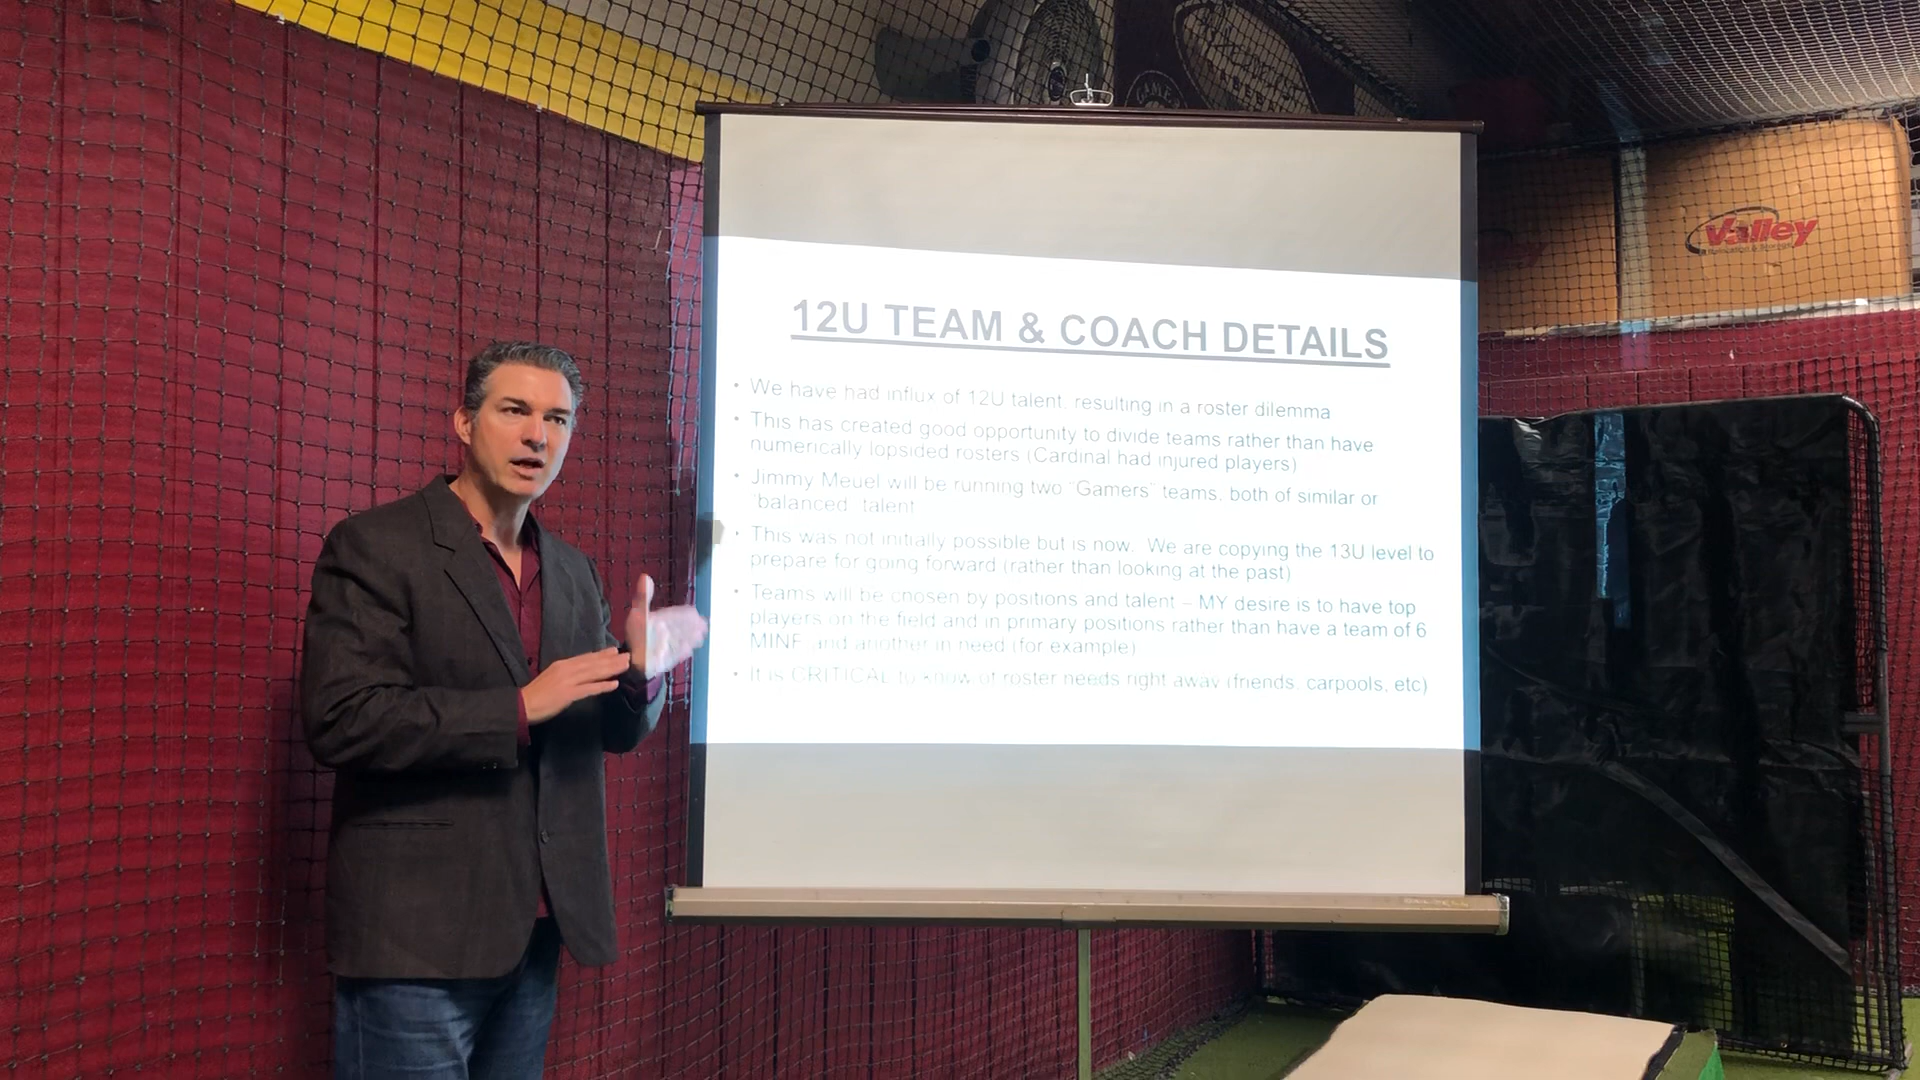 GAME
Valley
12U TEAM & COACH DETAILS
• We have had influx of 12U talent, resulting in a roster dilemma
• This has created good opportunity to divide teams rather than have
numerically lopsided rosters (Cardinal had injured players)
• Jimmy Meuel will be running two "Gamers" teams, both of similar or
"balanced" talent
• This was not initially possible but is now. We are copying the 13U level to
prepare for going forward (rather than looking at the past)
• Teams will be chosen by positions and talent – MY desire is to have top
players on the field and in primary positions rather than have a team of 6
MINF, and another in need (for example)
• It is CRITICAL to know of roster needs right away (friends, carpools, etc)